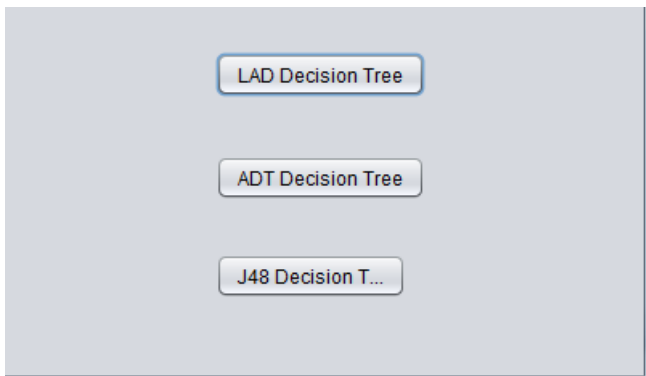 LAD Decision Tree
ADT Decision Tree
J48 Decision T...